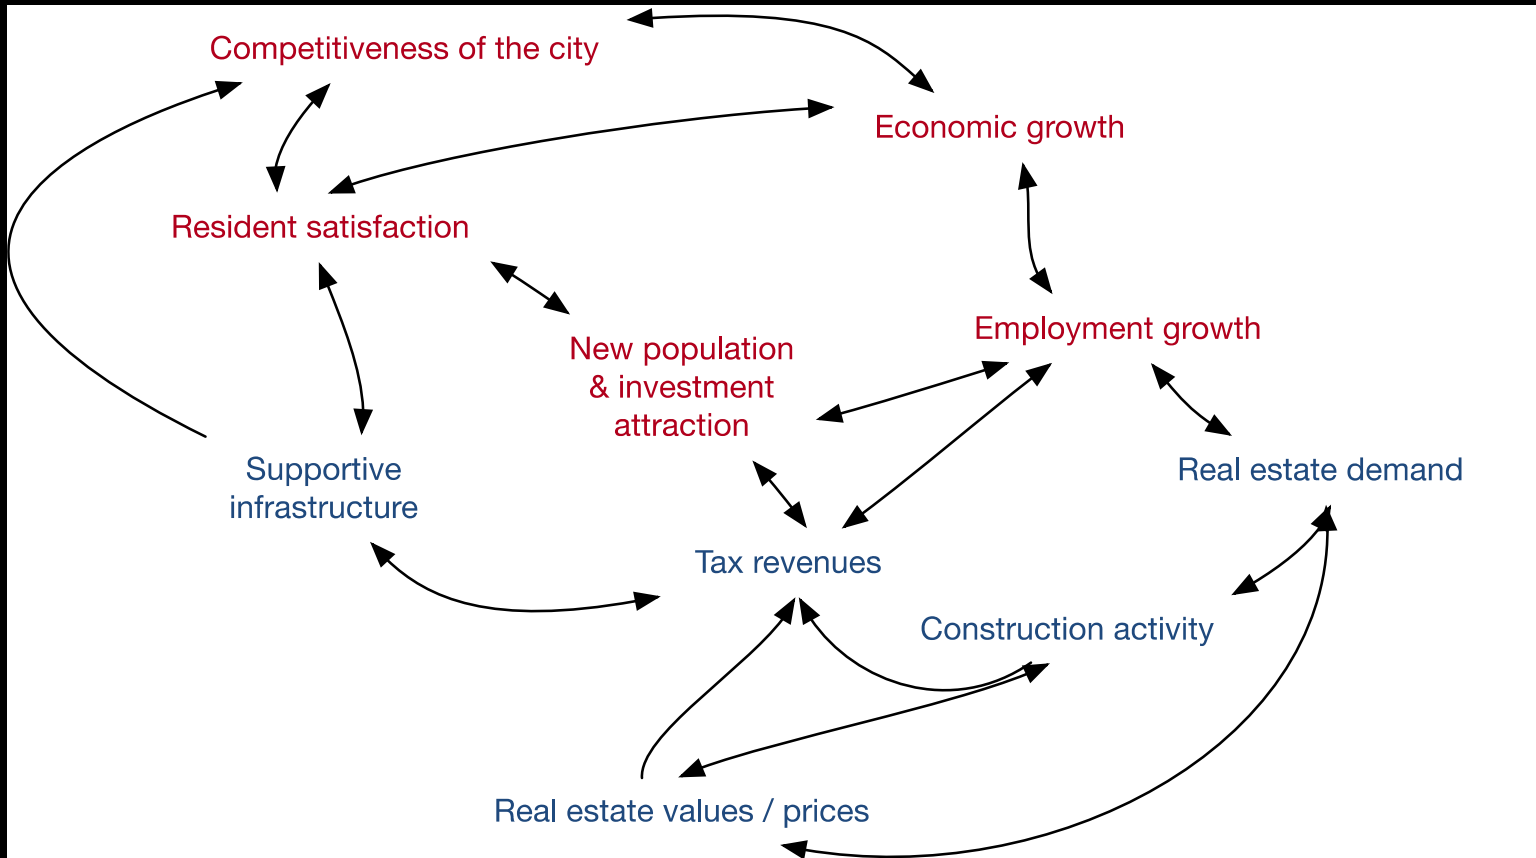 Competitiveness of the city
Economic growth
Resident satisfaction
Employment growth
New population
& investment
attraction
Supportive
infrastructure
Real estate demand
Tax revenues
Construction activity
Real estate values / prices